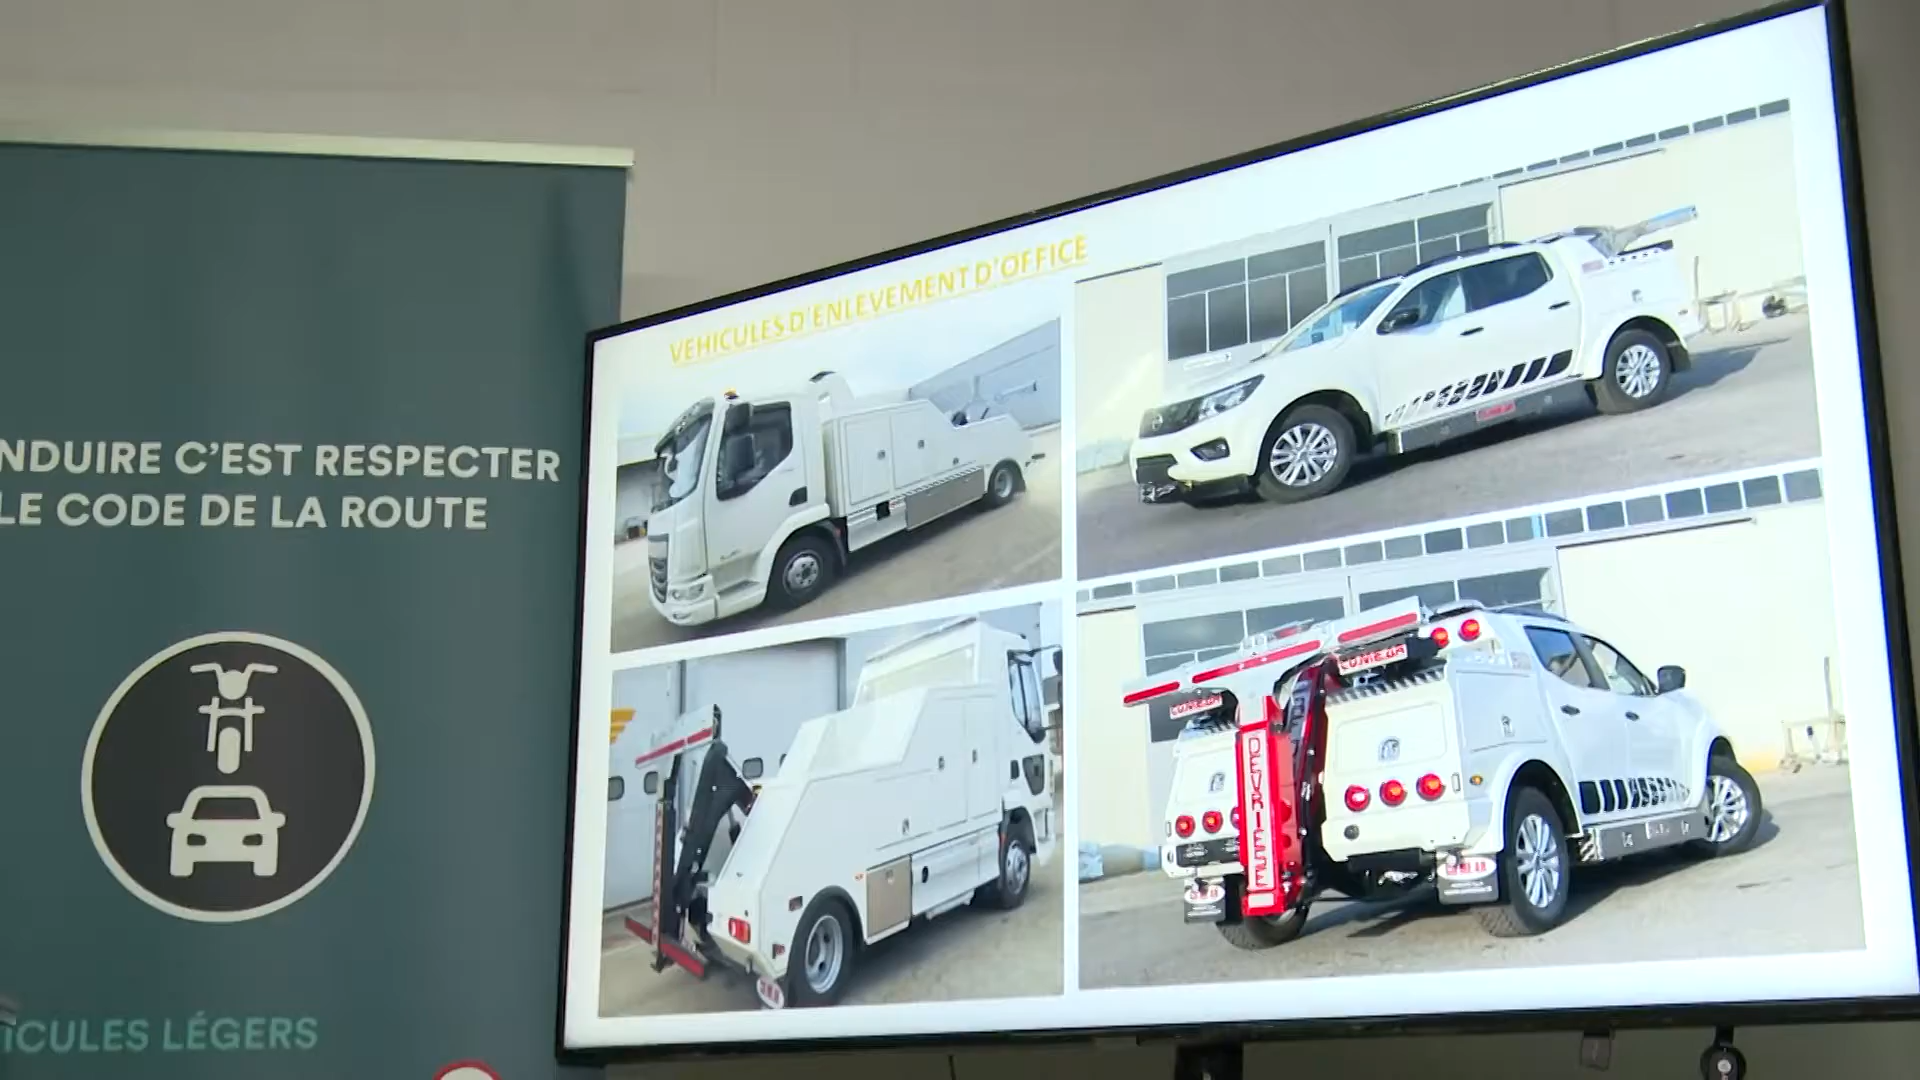 NDUIRE C'EST RESPECTER
LE CODE DE LA ROUTE
ICULES LÉGERS
VEHICULES D'ENLEVEMENT D'OFFICE
DEVRIESE